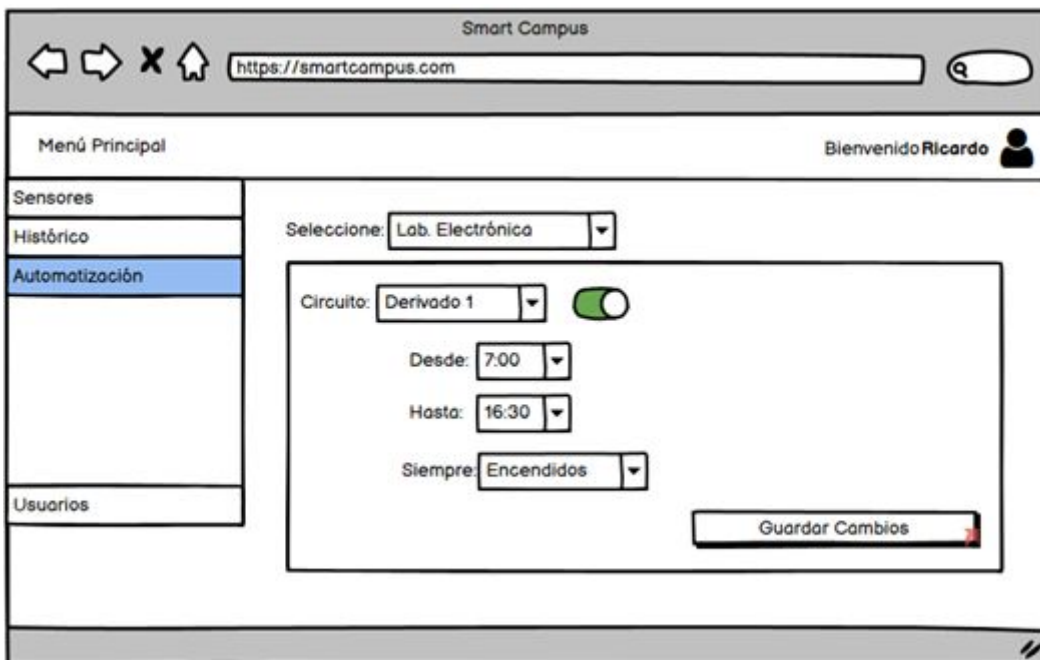 Smart Campus
https://smartcampus.com
Menú Principal
Bienvenido Ricardo
Sensores
Histórico
Automatización
Usuarios
Seleccione: Lab. Electrónica
Circuito: Derivado 1
Desde: 7:00
Hasta: 16:30
Siempre: Encendidos
Guardar Cambios